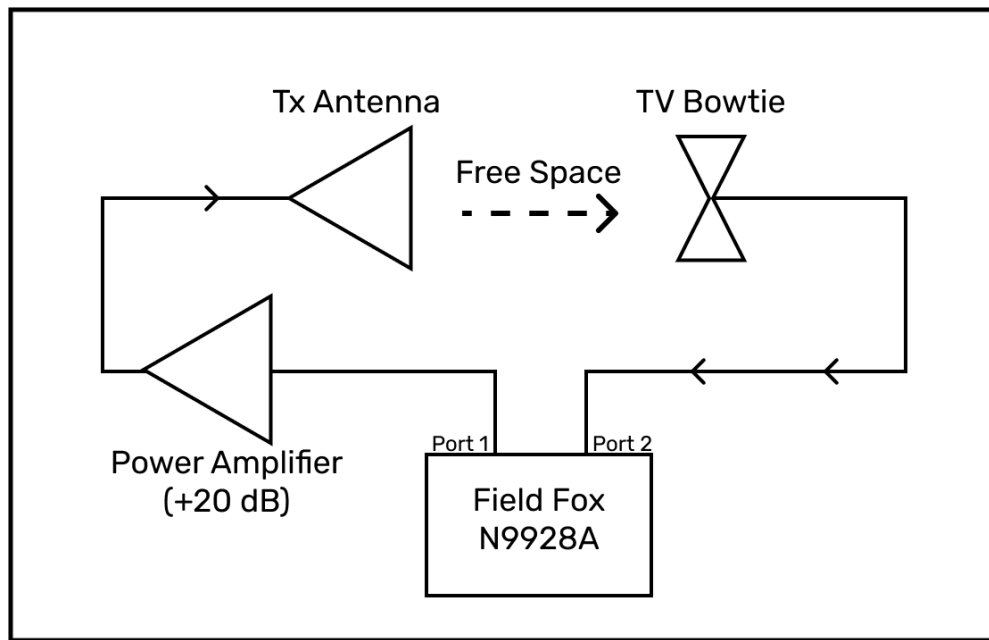 Tx Antenna
TV Bowtie
Free Space
Power Amplifier
(+20 dB)
Port 1
Port 2
Field Fox
N9928A